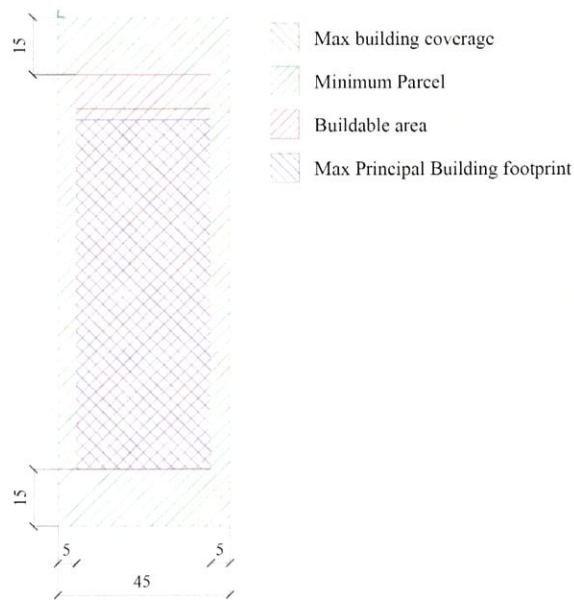 15
Max building coverage
Minimum Parcel
Buildable area
Max Principal Building footprint
15
5
5
45